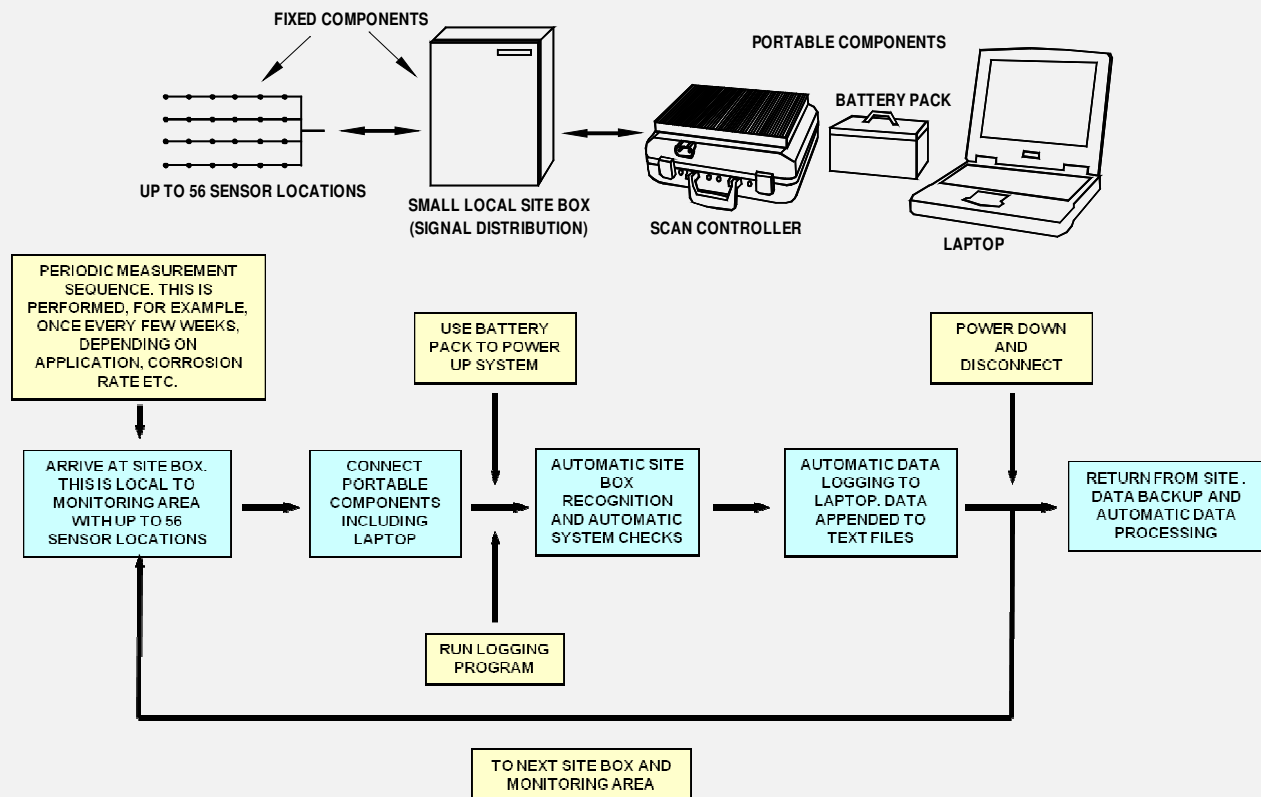 FIXED COMPONENTS
PORTABLE COMPONENTS
BATTERY PACK
UP TO 56 SENSOR LOCATIONS
SMALL LOCAL SITE BOX
(SIGNAL DISTRIBUTION)
SCAN CONTROLLER
LAPTOP
PERIODIC MEASUREMENT
SEQUENCE. THIS IS
PERFORMED, FOR EXAMPLE,
ONCE EVERY FEW WEEKS,
DEPENDING ON
APPLICATION, CORROSION
RATE ETC.
USE BATTERY
PACK TO POWER
UP SYSTEM
POWER DOWN
AND
DISCONNECT
ARRIVE AT SITE BOX.
THIS IS LOCAL TO
MONITORING AREA
WITH UP TO 56
SENSOR LOCATIONS
CONNECT
PORTABLE
COMPONENTS
INCLUDING
LAPTOP
AUTOMATIC SITE
BOX
RECOGNITION
AND AUTOMATIC
SYSTEM CHECKS
AUTOMATIC DATA
LOGGING TO
LAPTOP. DATA
APPENDED TO
TEXT FILES
RETURN FROM SITE .
DATA BACKUP AND
AUTOMATIC DATA
PROCESSING
RUN LOGGING
PROGRAM
TO NEXT SITE BOX AND
MONITORING AREA